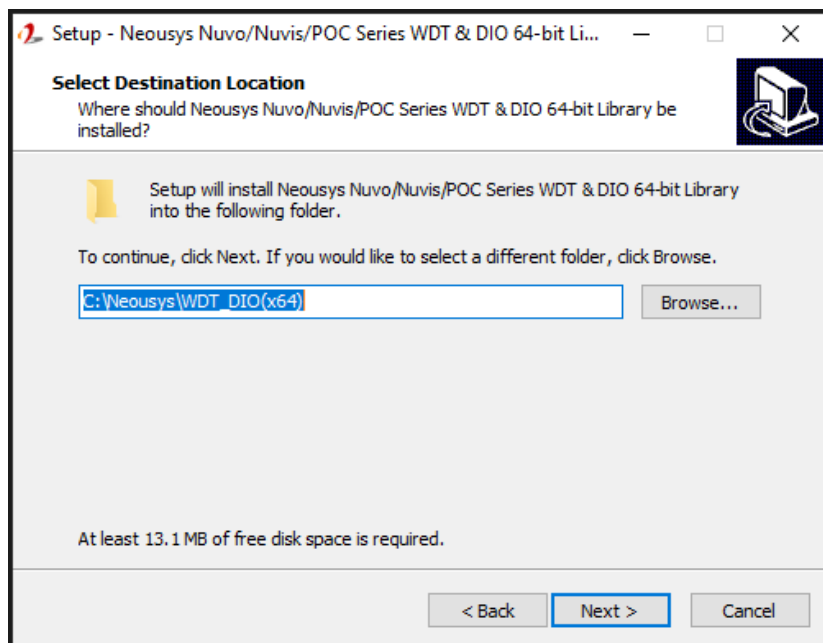 Setup - Neousys Nuvo/Nuvis/POC Series WDT & DIO 64-bit Li...
Select Destination Location
Where should Neousys Nuvo/Nuvis/POC Series WDT & DIO 64-bit Library be
installed?
Setup will install Neousys Nuvo/Nuvis/POC Series WDT & DIO 64-bit Library
into the following folder.
To continue, click Next. If you would like to select a different folder, click Browse.
C:\Neousys\WDT_DIO(x64)
Browse...
At least 13.1 MB of free disk space is required.
< Back
Next >
Cancel